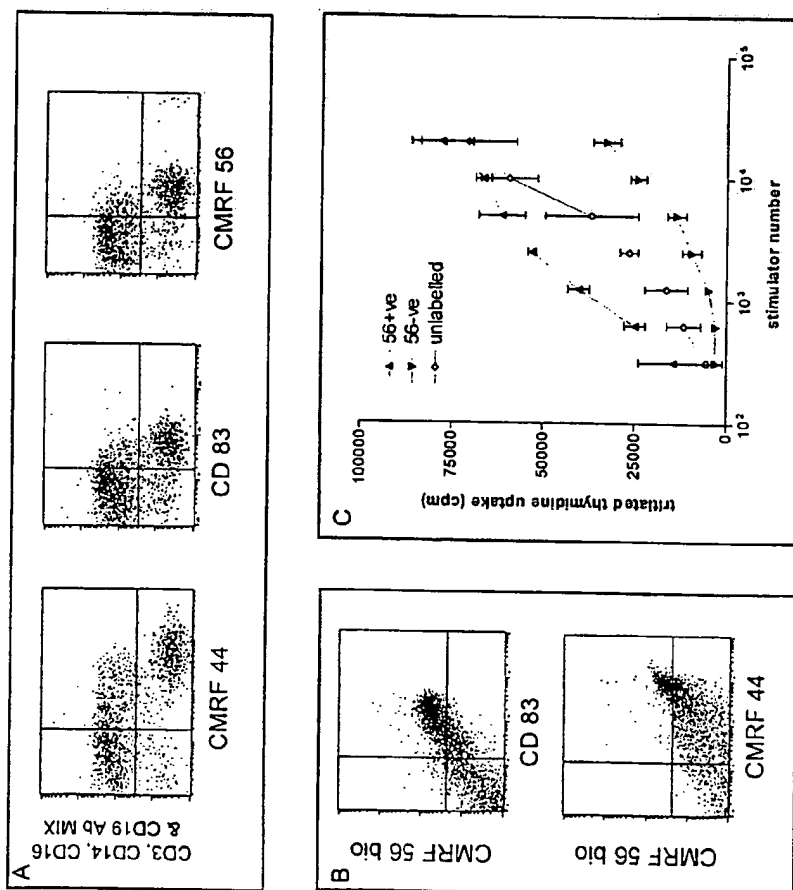 A
CD3, CD14, CD16
& CD19 Ab MIX
CMRF 44
CD 83
CMRF 56
B
CMRF 56 bio
CD 83
CMRF 56 bio
CMRF 44
C
tritiated thymidine uptake (cpm)
100000
75000
50000
25000
0
56+ve
56-ve
unlabelled
10²
10³
10⁴
10⁵
stimulator number